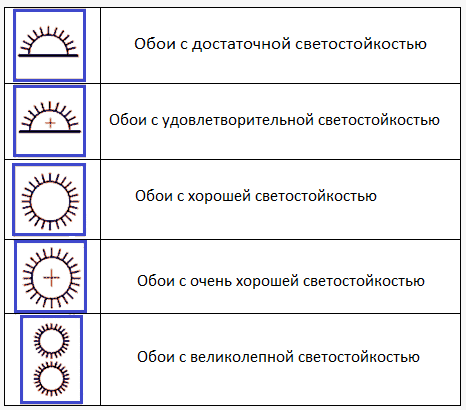 Обои с достаточной светостойкостью
Обои с удовлетворительной светостойкостью
Обои с хорошей светостойкостью
Обои с очень хорошей светостойкостью
Обои с великолепной светостойкостью